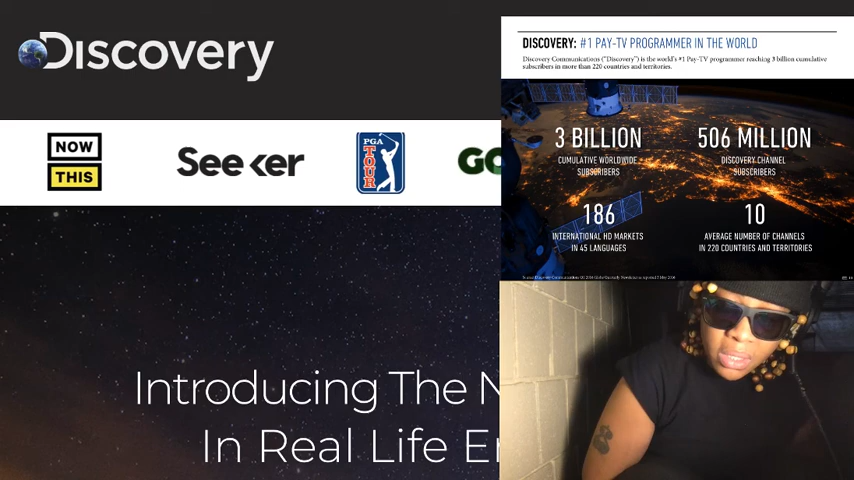 Discovery
NOW
THIS
Seeker
PGA
TOUR
GO
Introducing The N
In Real Life E
DISCOVERY: #1 PAY-TV PROGRAMMER IN THE WORLD
Discovery Communications ("Discovery") is the world's #1 Pay-TV programmer reaching 3 billion cumulative
subscribers in more than 220 countries and territories.
3 BILLION
CUMULATIVE WORLDWIDE
SUBSCRIBERS
506 MILLION
DISCOVERY CHANNEL
SUBSCRIBERS
186
INTERNATIONAL HD MARKETS
IN 45 LANGUAGES
10
AVERAGE NUMBER OF CHANNELS
IN 220 COUNTRIES AND TERRITORIES